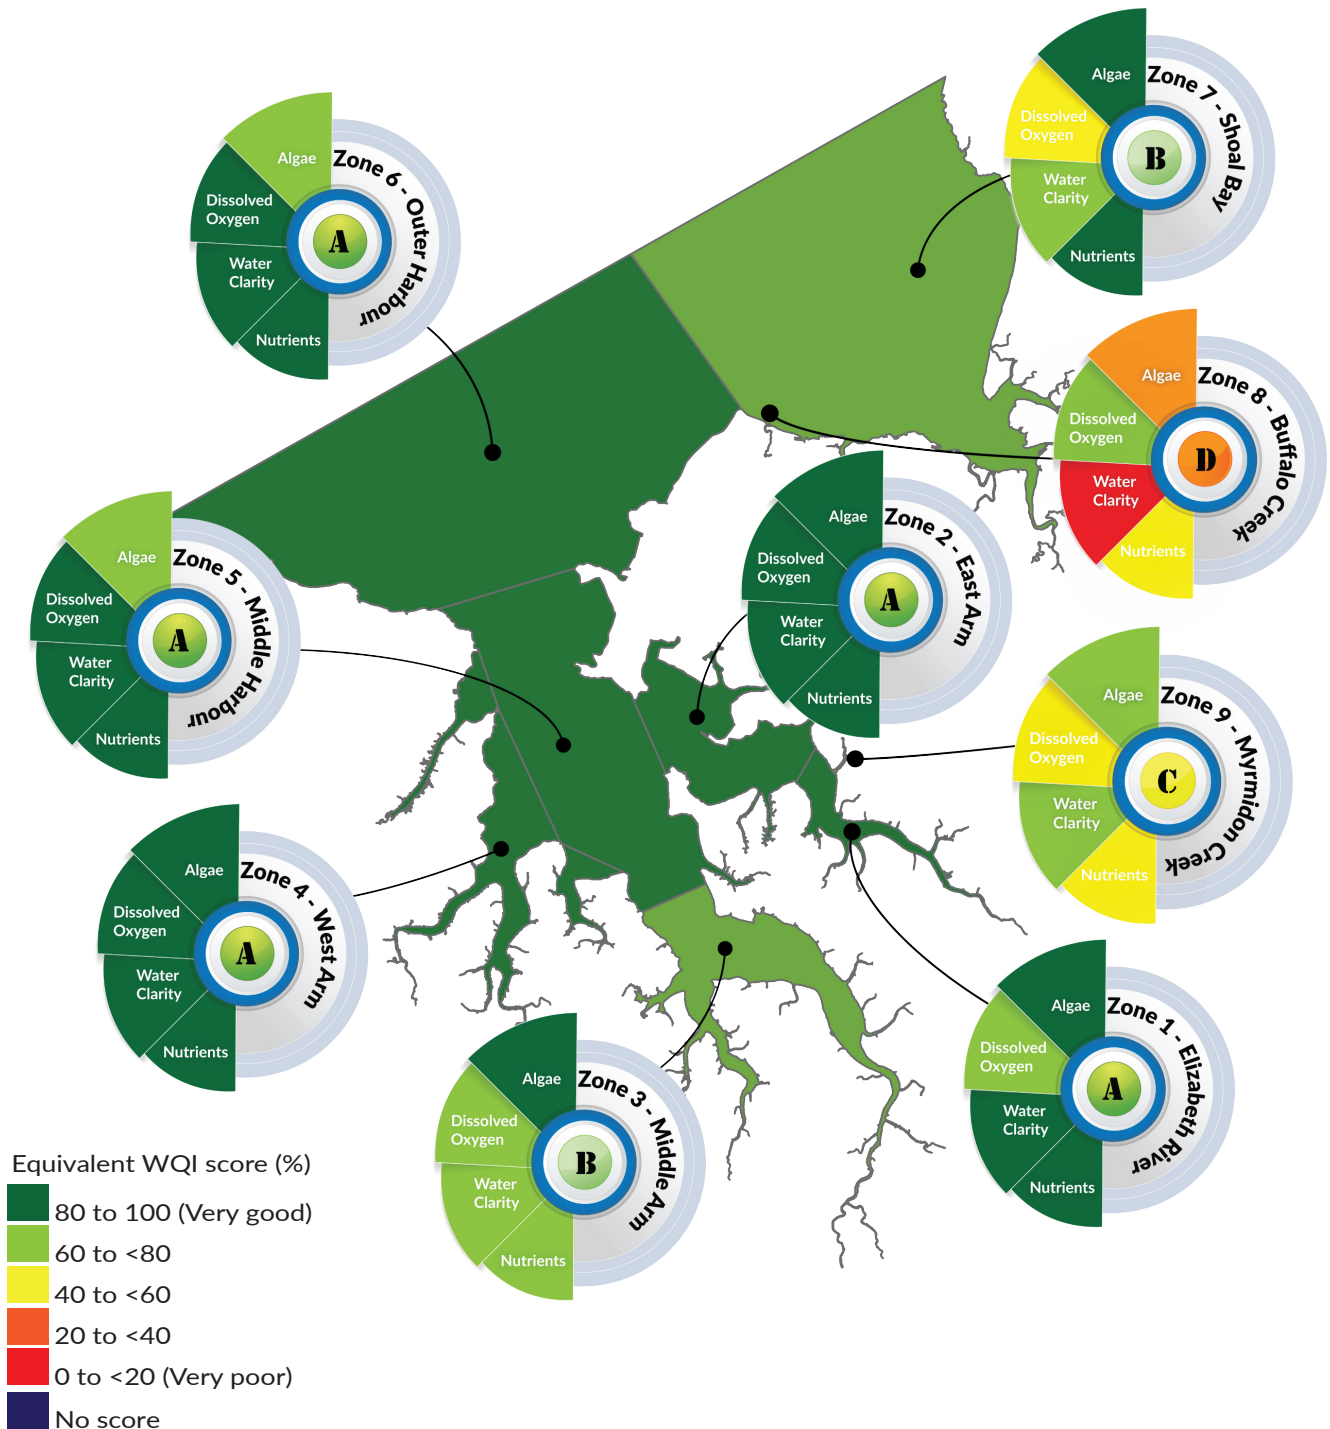 Algae
Dissolved
Oxygen
Water
Clarity
Nutrients
Zone 7 - Shoal Bay
B
Algae
Dissolved
Oxygen
Water
Clarity
Nutrients
Zone 6 - Outer Harbour
A
Algae
Dissolved
Oxygen
Water
Clarity
Nutrients
Zone 8 - Buffalo Creek
D
Algae
Dissolved
Oxygen
Water
Clarity
Nutrients
Zone 2 - East Arm
A
Algae
Dissolved
Oxygen
Water
Clarity
Nutrients
Zone 5 - Middle Harbour
A
Algae
Dissolved
Oxygen
Water
Clarity
Nutrients
Zone 9 - Myrmidon Creek
C
Algae
Dissolved
Oxygen
Water
Clarity
Nutrients
Zone 4 - West Arm
A
Algae
Dissolved
Oxygen
Water
Clarity
Nutrients
Zone 1 - Elizabeth River
A
Algae
Dissolved
Oxygen
Water
Clarity
Nutrients
Zone 3 - Middle Arm
B
Equivalent WQI score (%)
80 to 100 (Very good)
60 to <80
40 to <60
20 to <40
0 to <20 (Very poor)
No score